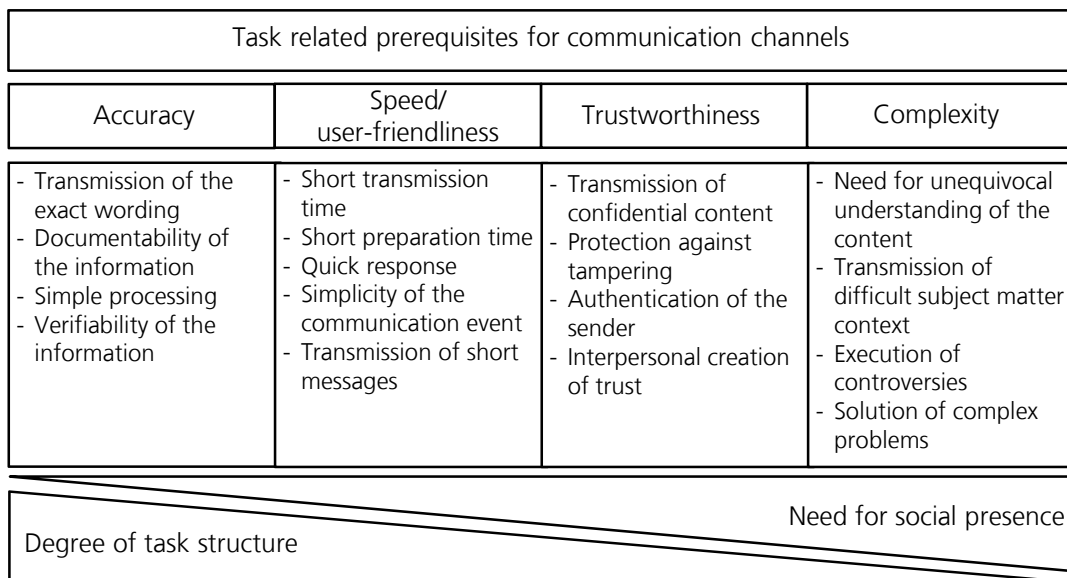 Task related prerequisites for communication channels
Accuracy
Speed/
user-friendliness
Trustworthiness
Complexity
- Transmission of the
exact wording
- Documentability of
the information
- Simple processing
- Verifiability of the
information
- Short transmission
time
- Short preparation time
- Quick response
- Simplicity of the
communication event
- Transmission of short
messages
- Transmission of
confidential content
- Protection against
tampering
- Authentication of the
sender
- Interpersonal creation
of trust
- Need for unequivocal
understanding of the
content
- Transmission of
difficult subject matter
context
- Execution of
controversies
- Solution of complex
problems
Need for social presence
Degree of task structure